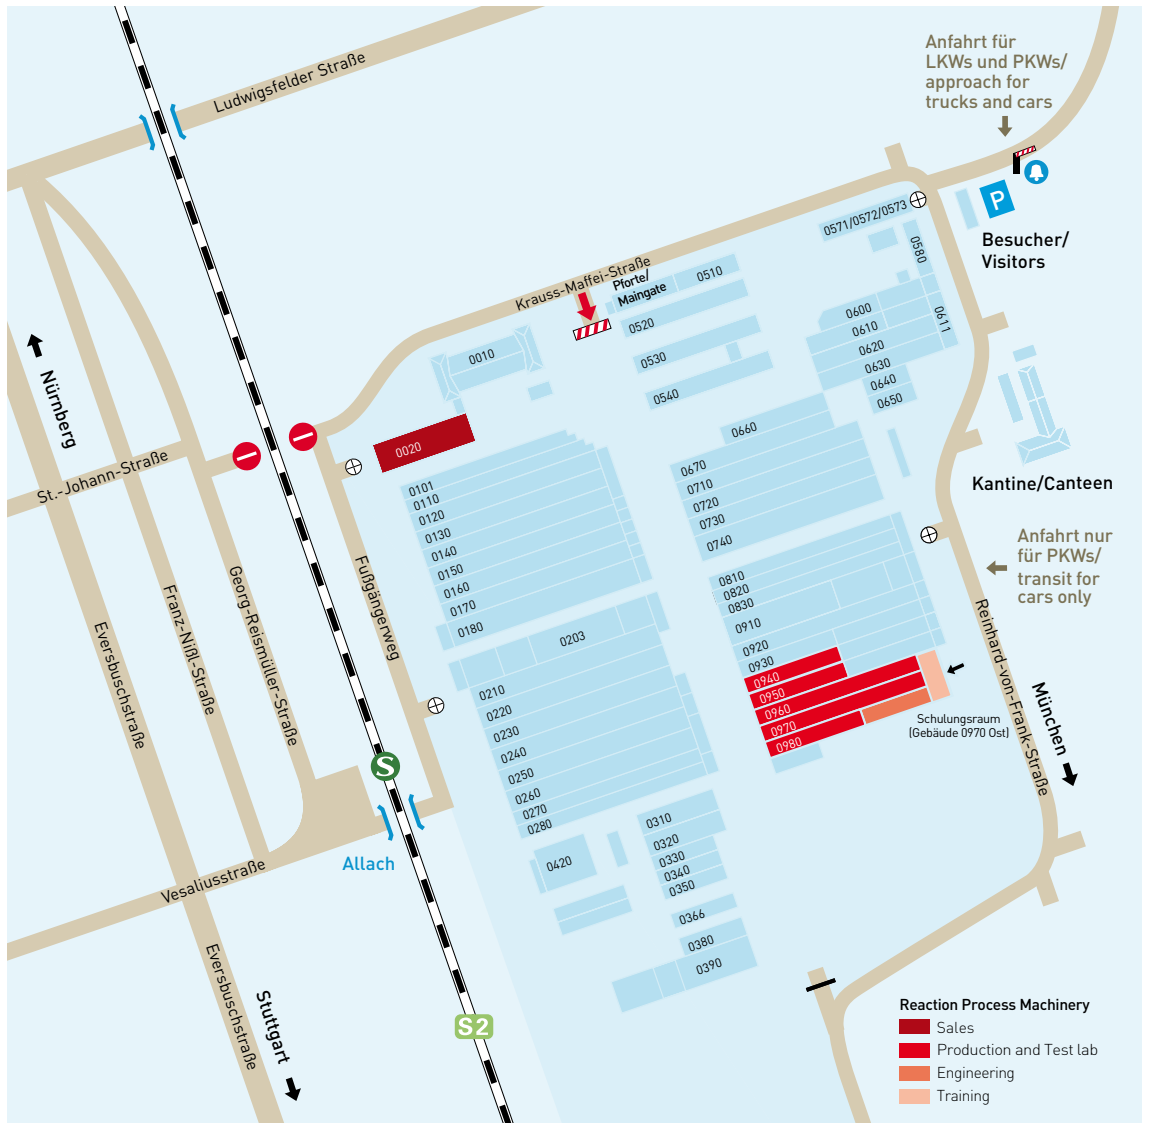 Anfahrt für
LKWs und PKWs/
approach for
trucks and cars
Ludwigsfelder Straße
P
Besucher/
Visitors
0571/0572/0573
0580
0611
Krauss-Maffei-Straße
Pforte/
Maingate
0510
0520
0530
0540
0010
0020
0600
0610
0620
0630
0640
0650
0660
0670
0710
0720
0730
0740
Nürnberg
St.-Johann-Straße
Kantine/Canteen
0101
0110
0120
0130
0140
0150
0160
0170
0180
Anfahrt nur
für PKWs/
transit for
cars only
0810
0820
0830
0910
0920
0930
0940
0950
0960
0970
0980
Schulungsraum
(Gebäude 0970 Ost)
Reinhard-von-Frank-Straße
München
Fußgängerweg
Georg-Reismüller-Straße
Franz-Nißl-Straße
Eversbuschstraße
0203
0210
0220
0230
0240
0250
0260
0270
0280
S
Allach
Vesaliusstraße
0310
0320
0330
0340
0350
0366
0380
0390
0420
Eversbuschstraße
Stuttgart
S2
Reaction Process Machinery
Sales
Production and Test lab
Engineering
Training